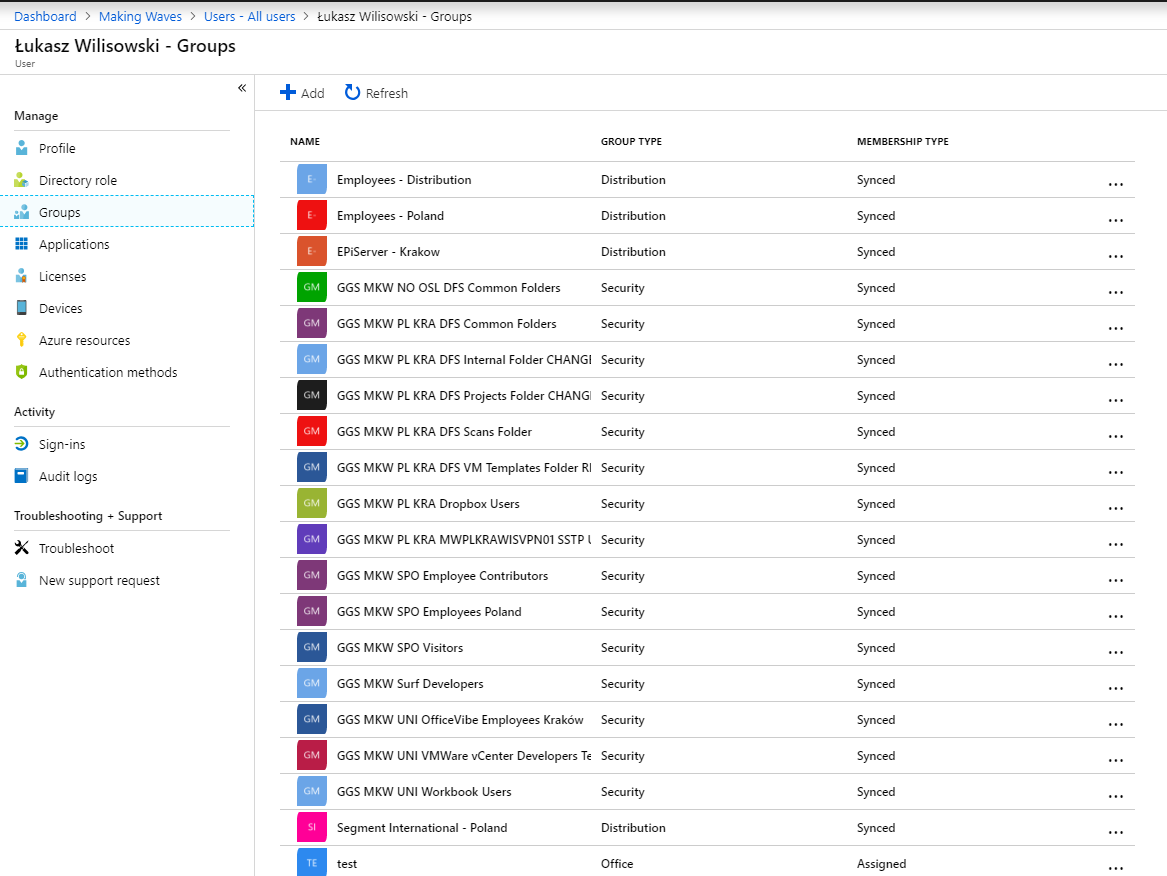 Dashboard > Making Waves > Users - All users > Łukasz Wilisowski - Groups
Łukasz Wilisowski - Groups
User
«
Manage
Profile
Directory role
Groups
Applications
Licenses
Devices
Azure resources
Authentication methods
Activity
Sign-ins
Audit logs
Troubleshooting + Support
Troubleshoot
New support request
Add Refresh
NAME GROUP TYPE MEMBERSHIP TYPE
E- Employees - Distribution Distribution Synced ...
E- Employees - Poland Distribution Synced ...
E- EPiServer - Krakow Distribution Synced ...
GM GGS MKW NO OSL DFS Common Folders Security Synced ...
GM GGS MKW PL KRA DFS Common Folders Security Synced ...
GM GGS MKW PL KRA DFS Internal Folder CHANGE Security Synced ...
GM GGS MKW PL KRA DFS Projects Folder CHANG Security Synced ...
GM GGS MKW PL KRA DFS Scans Folder Security Synced ...
GM GGS MKW PL KRA DFS VM Templates Folder R Security Synced ...
GM GGS MKW PL KRA Dropbox Users Security Synced ...
GM GGS MKW PL KRA MWPLKRAWISVPN01 SSTP Security Synced ...
GM GGS MKW SPO Employee Contributors Security Synced ...
GM GGS MKW SPO Employees Poland Security Synced ...
GM GGS MKW SPO Visitors Security Synced ...
GM GGS MKW Surf Developers Security Synced ...
GM GGS MKW UNI OfficeVibe Employees Kraków Security Synced ...
GM GGS MKW UNI VMWare vCenter Developers Te Security Synced ...
GM GGS MKW UNI Workbook Users Security Synced ...
SI Segment International - Poland Distribution Synced ...
TE test Office Assigned ...